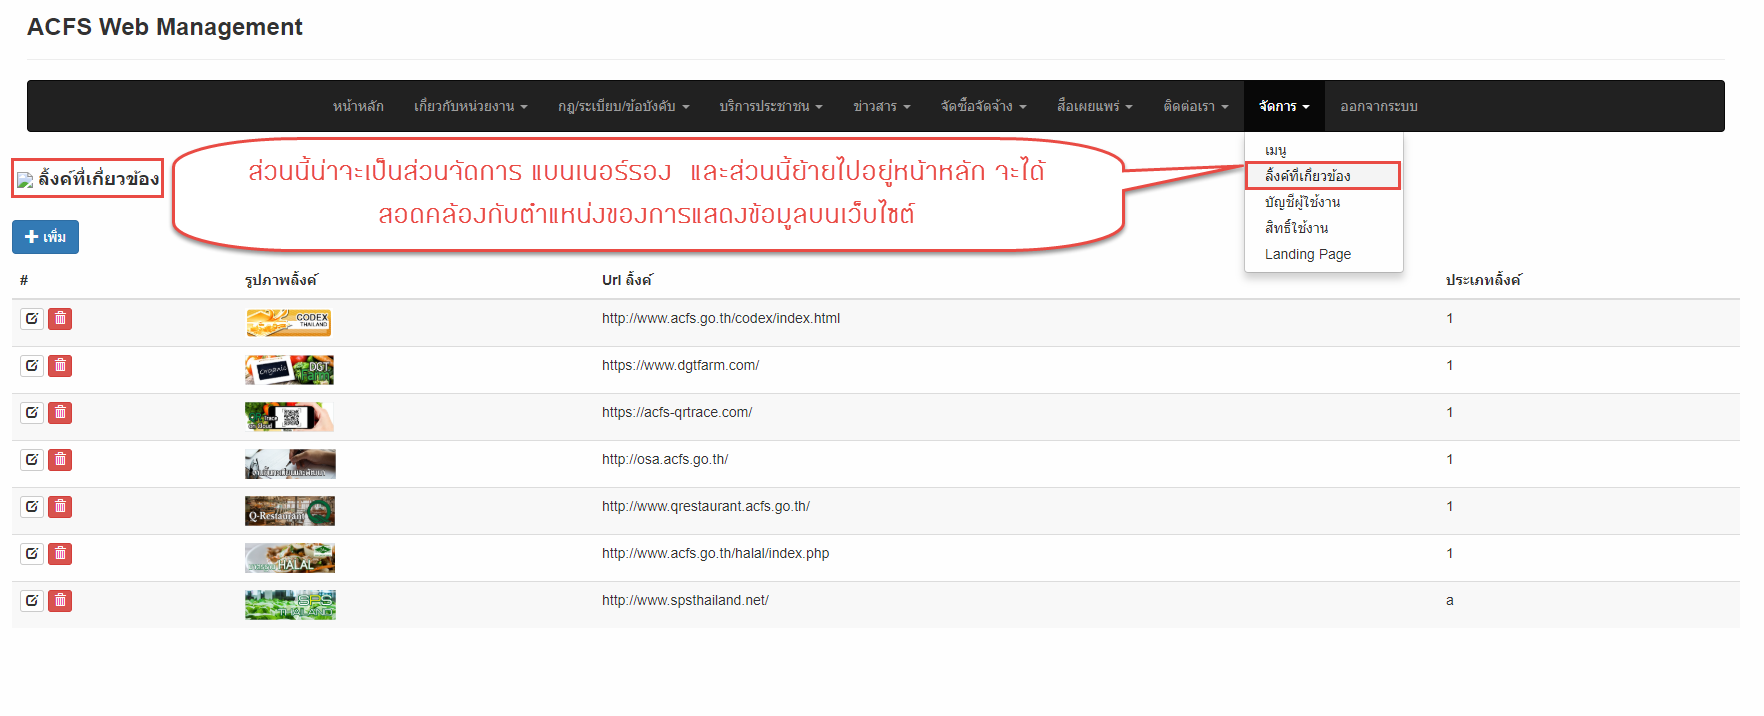 ACFS Web Management
หน้าหลัก เกี่ยวกับหน่วยงาน กฎ/ระเบียบ/ข้อบังคับ บริการประชาชน ข่าวสาร จัดซื้อจัดจ้าง สื่อเผยแพร่ ติดต่อเรา จัดการ ออกจากระบบ
เมนู
ลิ้งค์ที่เกี่ยวข้อง
บัญชีผู้ใช้งาน
สิทธิ์ใช้งาน
Landing Page
ลิ้งค์ที่เกี่ยวข้อง
ส่วนนี้น่าจะเป็นส่วนจัดการ แบนเนอร์รอง และส่วนนี้ย้ายไปอยู่หน้าหลัก จะได้
สอดคล้องกับตำแหน่งของการแสดงข้อมูลบนเว็บไซต์
เพิ่ม
# รูปภาพลิ้งค์ Url ลิ้งค์ ประเภทลิ้งค์
CODEX
THAILAND
http://www.acfs.go.th/codex/index.html 1
organic DGT
Farm
https://www.dgtfarm.com/ 1
https://acfs-qrtrace.com/ 1
http://osa.acfs.go.th/ 1
Q-Restaurant
http://www.qrestaurant.acfs.go.th/ 1
HALAL
http://www.acfs.go.th/halal/index.php 1
SPS
THAILAND
http://www.spsthailand.net/ a